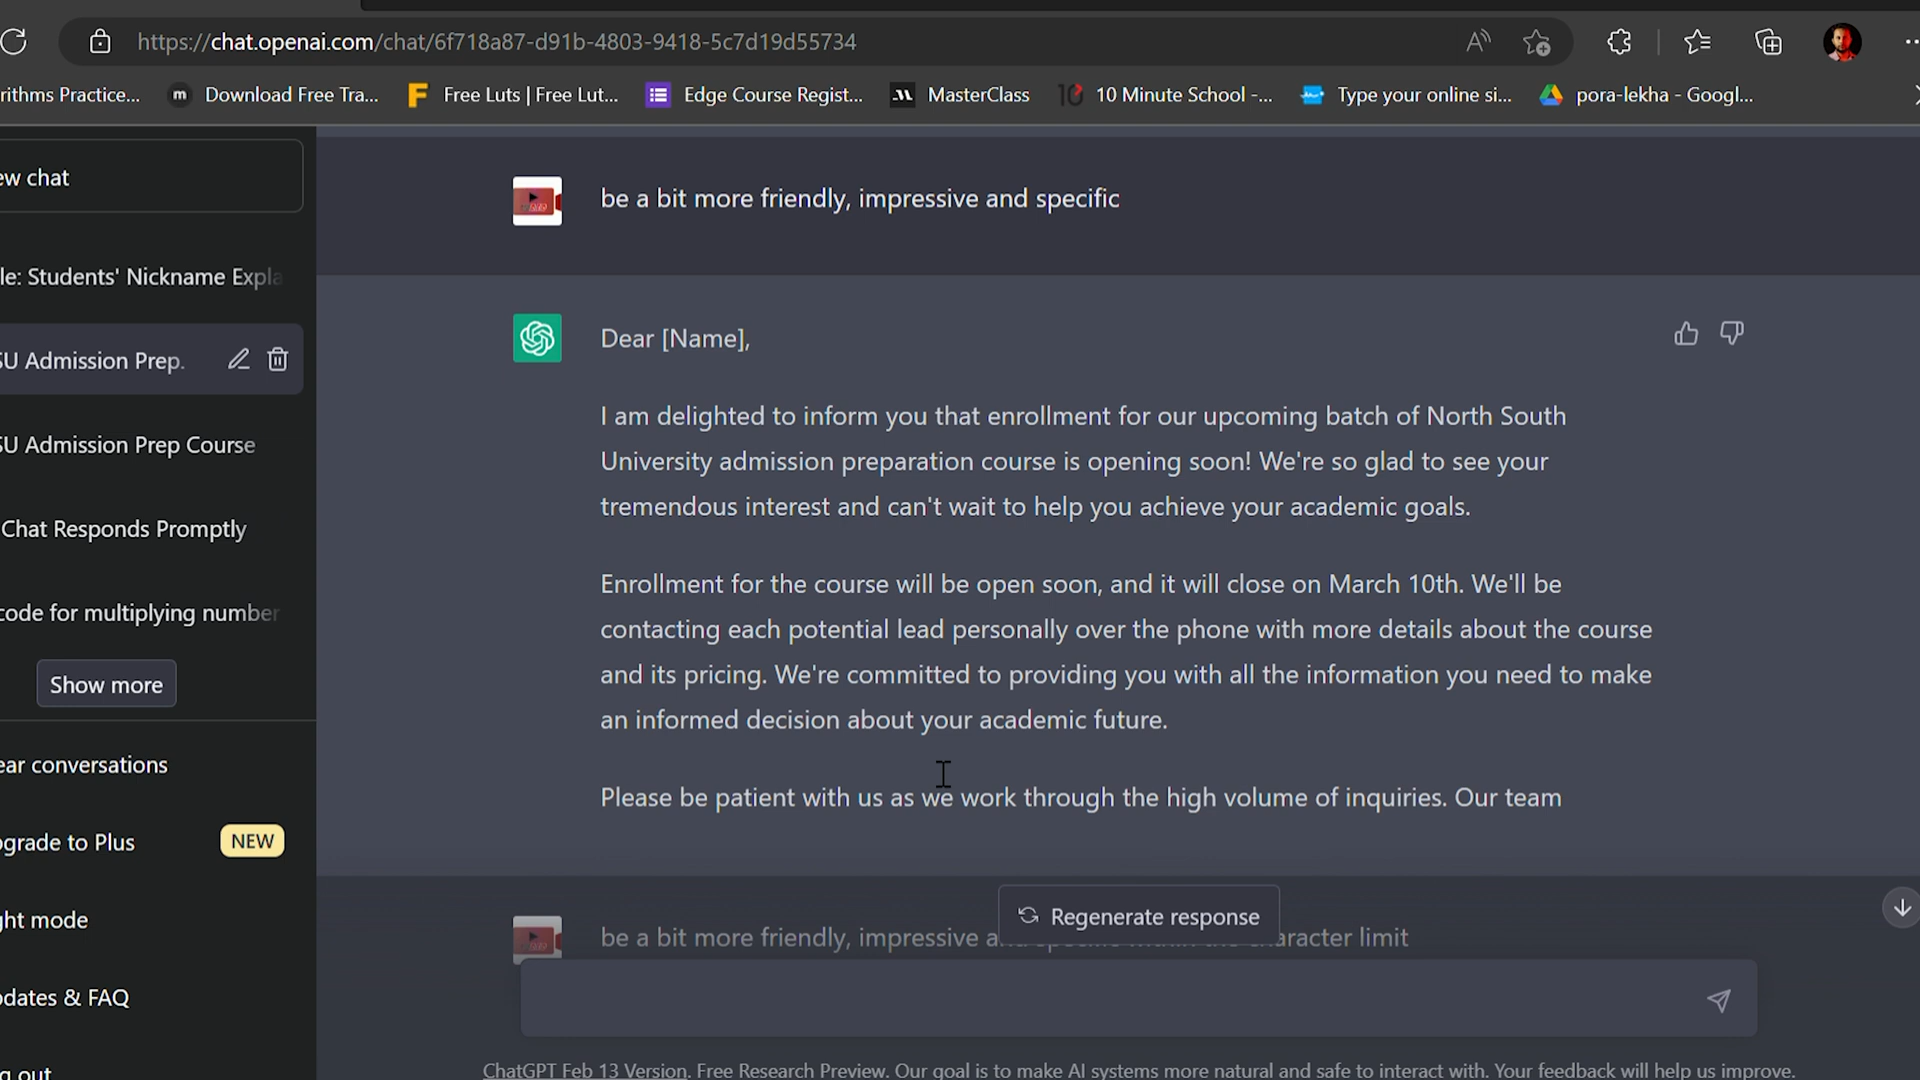 https://chat.openai.com/chat/6f718a87-d91b-4803-9418-5c7d19d55734
rithms Practice... m Download Free Tra... Free Luts | Free Lut... Edge Course Regist... MasterClass 10 Minute School -... Type your online si... pora-lekha - Googl...
ew chat
be a bit more friendly, impressive and specific
le: Students' Nickname Expla
Dear [Name],
SU Admission Prep.
I am delighted to inform you that enrollment for our upcoming batch of North South
University admission preparation course is opening soon! We're so glad to see your
tremendous interest and can't wait to help you achieve your academic goals.
SU Admission Prep Course
Chat Responds Promptly
Enrollment for the course will be open soon, and it will close on March 10th. We'll be
contacting each potential lead personally over the phone with more details about the course
and its pricing. We're committed to providing you with all the information you need to make
an informed decision about your academic future.
code for multiplying number
Show more
ear conversations
Please be patient with us as we work through the high volume of inquiries. Our team
pgrade to Plus NEW
Regenerate response
ght mode
be a bit more friendly, impressive character limit
pdates & FAQ
g out
ChatGPT Feb 13 Version. Free Research Preview. Our goal is to make AI systems more natural and safe to interact with. Your feedback will help us improve.